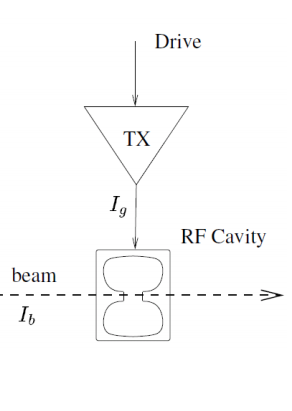 Drive
TX
I_g
RF Cavity
beam
I_b